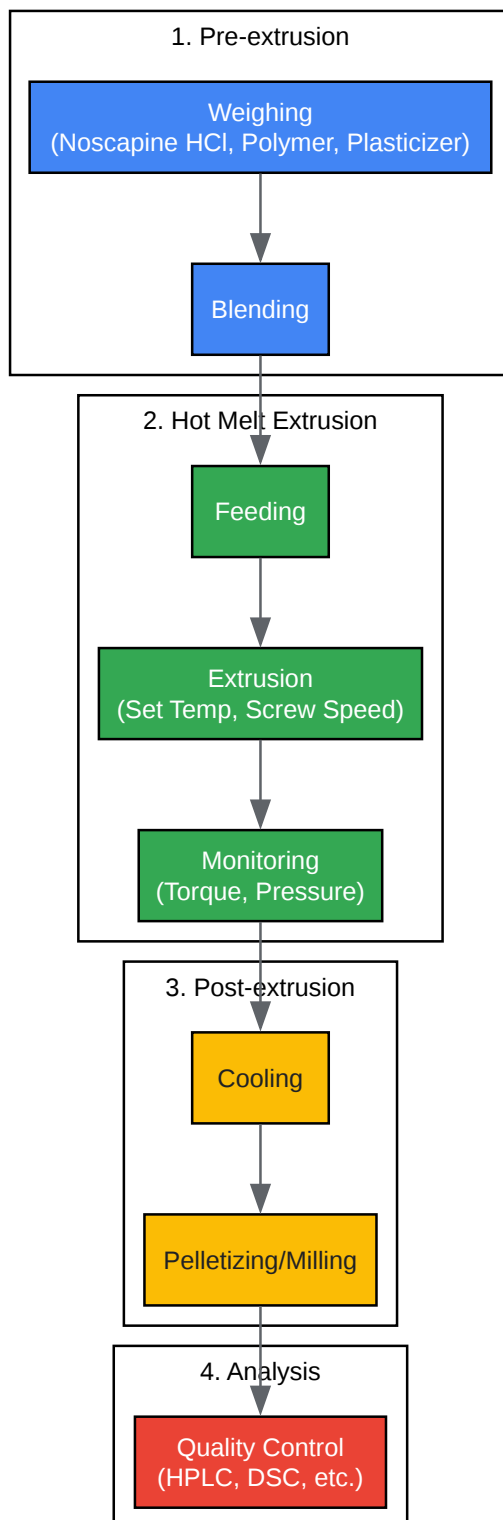 1. Pre-extrusion
Weighing
(Noscapine HCl, Polymer, Plasticizer)
Blending
2. Hot Melt Extrusion
Feeding
Extrusion
(Set Temp, Screw Speed)
Monitoring
(Torque, Pressure)
3. Post-extrusion
Cooling
Pelletizing/Milling
4. Analysis
Quality Control
(HPLC, DSC, etc.)